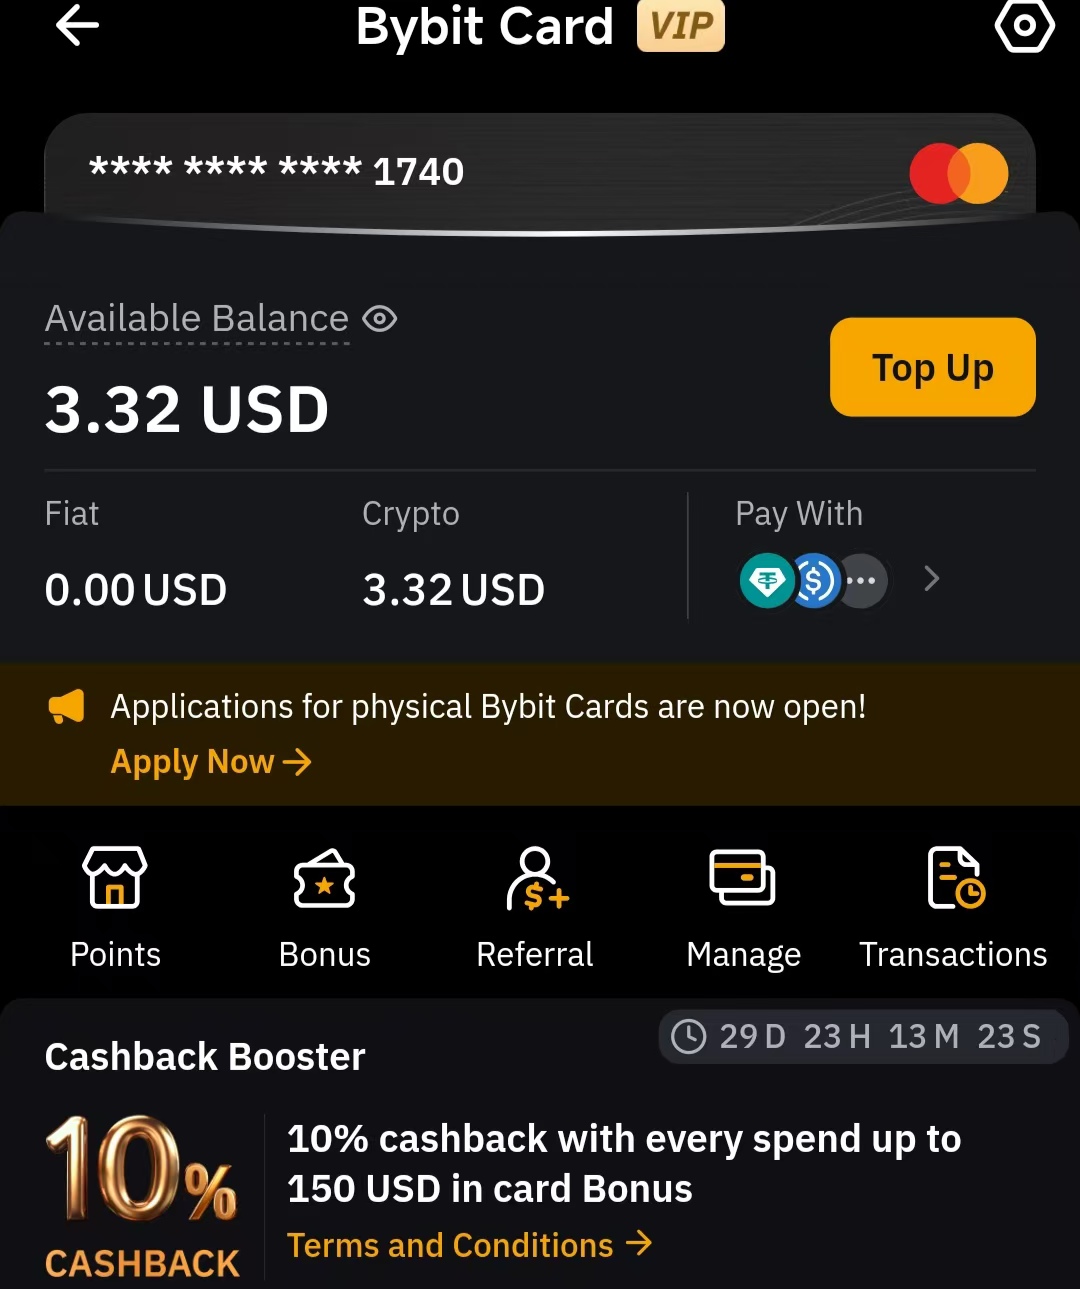 Bybit Card VIP
**** **** **** 1740
Available Balance
3.32 USD
Top Up
Fiat
Crypto
Pay With
0.00 USD
3.32 USD
Applications for physical Bybit Cards are now open!
Apply Now →
Points
Bonus
Referral
Manage
Transactions
29 D 23 H 13 M 23 S
Cashback Booster
10%
CASHBACK
10% cashback with every spend up to
150 USD in card Bonus
Terms and Conditions →